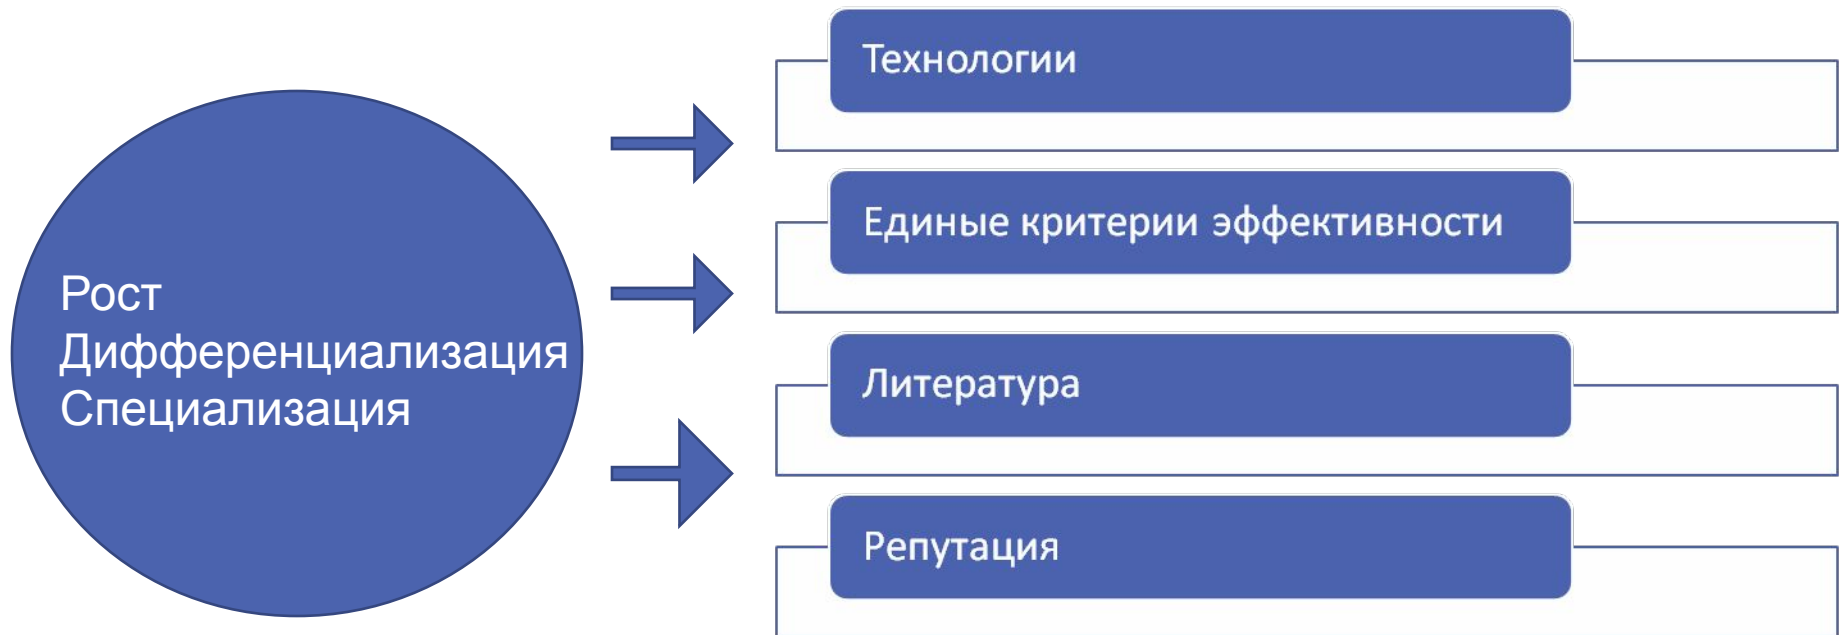 Рост
Дифференциализация
Специализация
Технологии
Единые критерии эффективности
Литература
Репутация